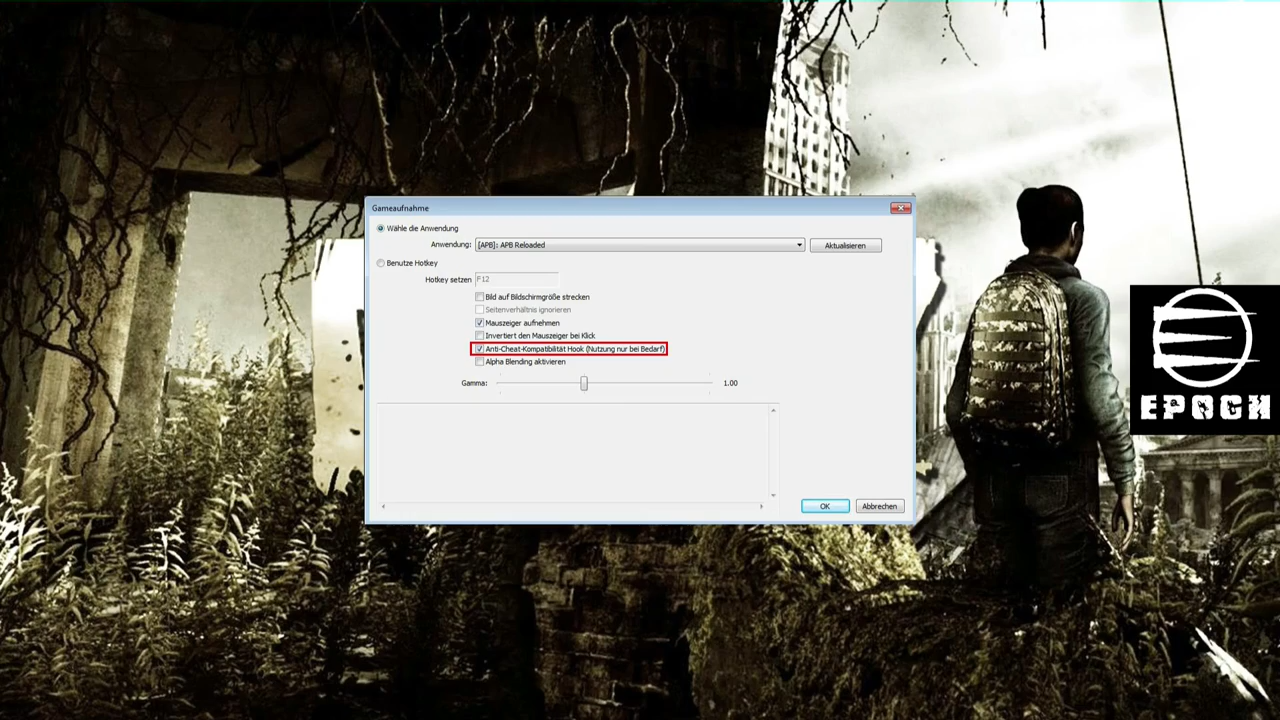 Gameaufnahme
Wähle die Anwendung
Anwendung: [APB]: APB Reloaded Aktualisieren
Benutze Hotkey
Hotkey setzen F12
Bild auf Bildschirmgröße strecken
Seitenverhältnis ignorieren
Mauszeiger aufnehmen
Invertiert den Mauszeiger bei Klick
Anti-Cheat-Kompatibilität Hook (Nutzung nur bei Bedarf)
Alpha Blending aktivieren
Gamma: 1.00
OK Abbrechen
EPOCH